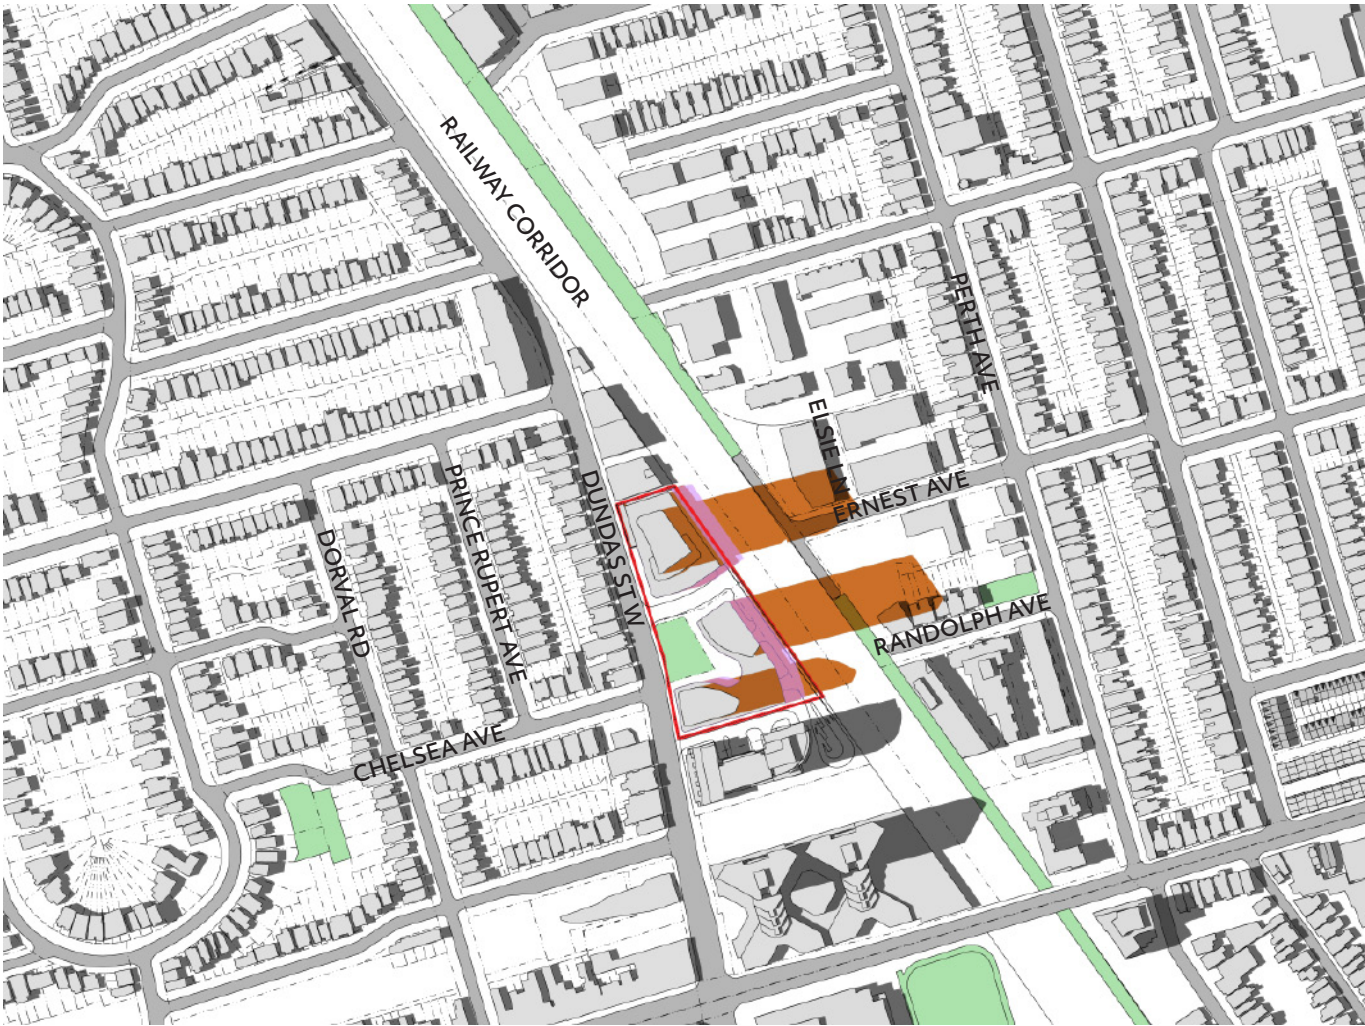 RAILWAY CORRIDOR
PERTH AVE
ELSIE LN
ERNEST AVE
DUNDAS ST W
PRINCE RUPERT AVE
DORVAL RD
RANDOLPH AVE
CHELSEA AVE